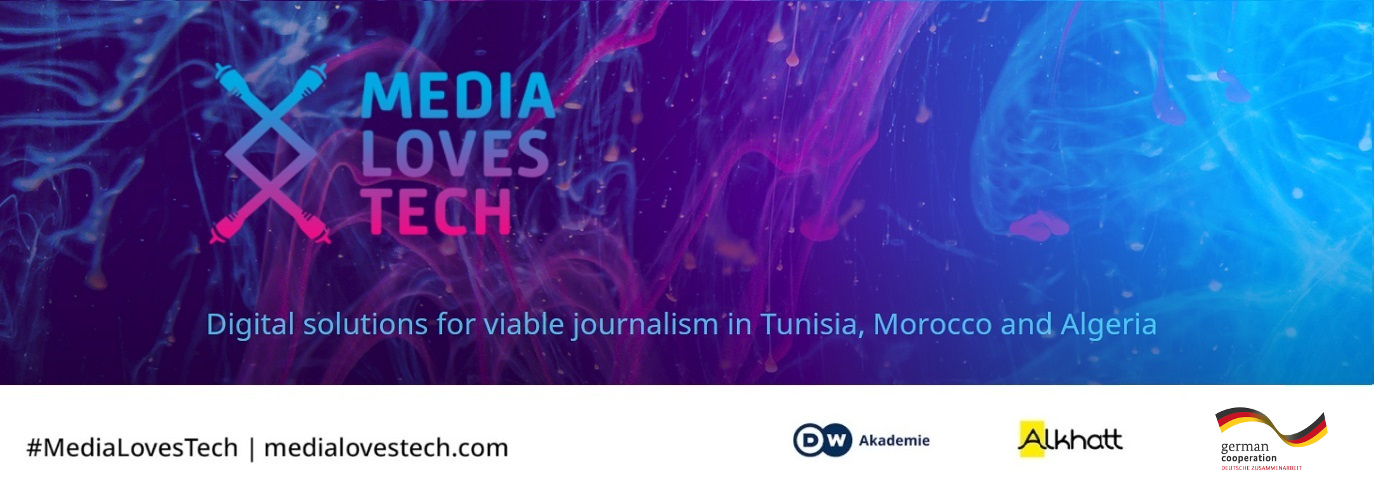 MEDIA
LOVES
TECH
Digital solutions for viable journalism in Tunisia, Morocco and Algeria
#MediaLovesTech | medialovestech.com
DW Akademie
Alkhatt
german
cooperation
DEUTSCHE ZUSAMMENARBEIT